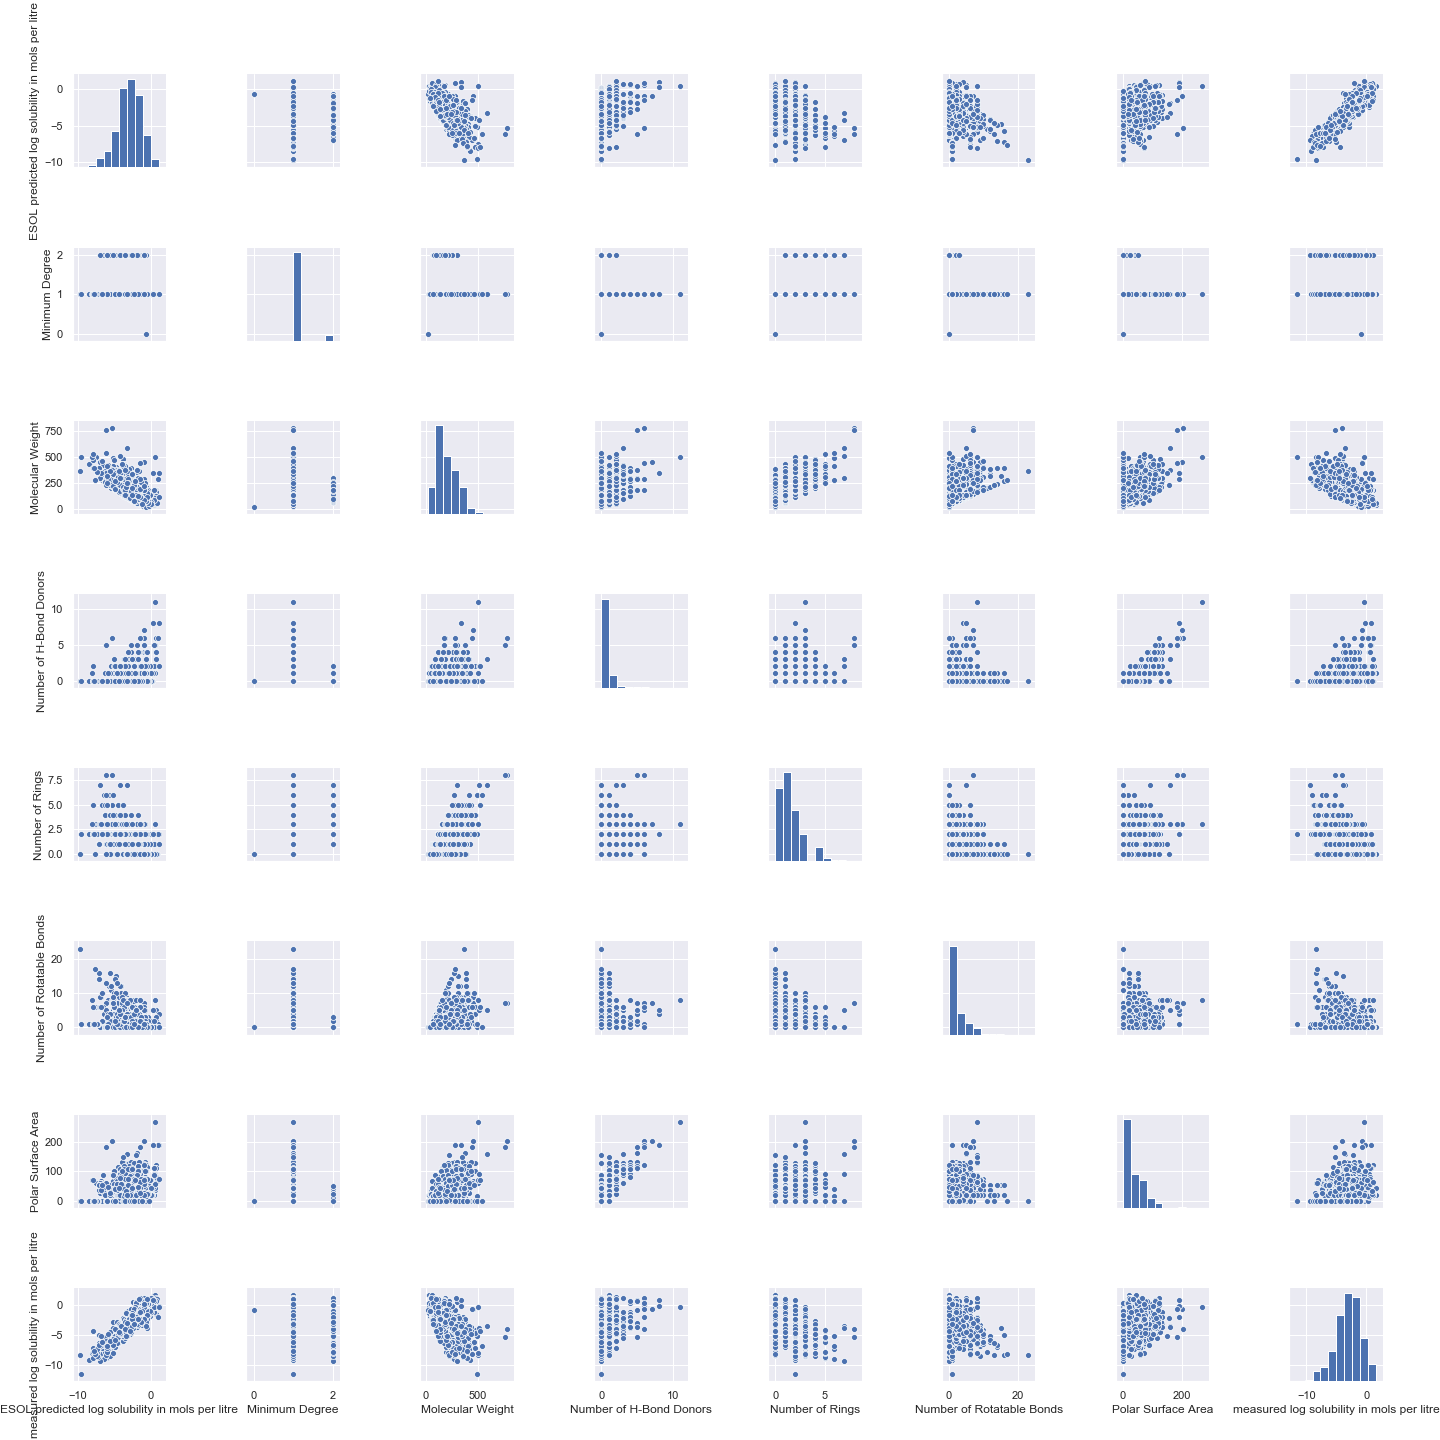 ESOL predicted log solubility in mols per litre
0
−5
−10
Minimum Degree
2
1
0
Molecular Weight
750
500
250
0
Number of H-Bond Donors
10
5
0
Number of Rings
7.5
5.0
2.5
0.0
Number of Rotatable Bonds
20
10
0
Polar Surface Area
200
100
0
measured log solubility in mols per litre
0
−5
−10
−10 0
0 2
0 500
0 10
0 5
0 20
0 200
−10 0
ESOL predicted log solubility in mols per litre
Minimum Degree
Molecular Weight
Number of H-Bond Donors
Number of Rings
Number of Rotatable Bonds
Polar Surface Area
measured log solubility in mols per litre